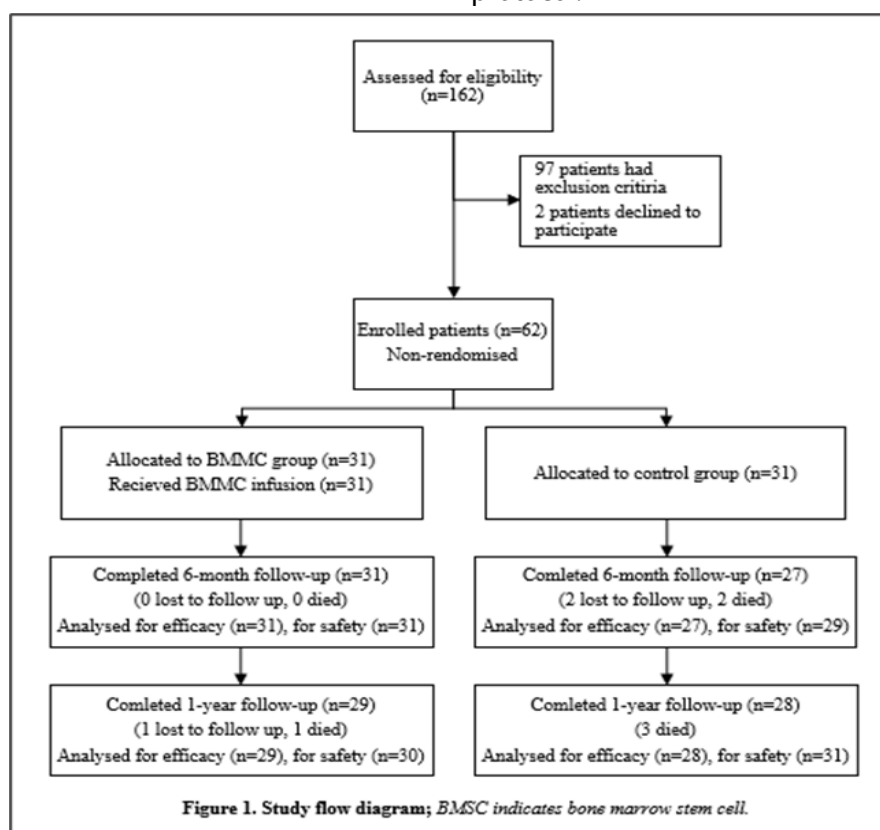 Assessed for eligibility
(n=162)
97 patients had
exclusion critiria
2 patients declined to
participate
Enrolled patients (n=62)
Non-rendomised
Allocated to BMMC group (n=31)
Recieved BMMC infusion (n=31)
Allocated to control group (n=31)
Completed 6-month follow-up (n=31)
(0 lost to follow up, 0 died)
Analysed for efficacy (n=31), for safety (n=31)
Comleted 6-month follow-up (n=27)
(2 lost to follow up, 2 died)
Analysed for efficacy (n=27), for safety (n=29)
Comleted 1-year follow-up (n=29)
(1 lost to follow up, 1 died)
Analysed for efficacy (n=29), for safety (n=30)
Comleted 1-year follow-up (n=28)
(3 died)
Analysed for efficacy (n=28), for safety (n=31)
Figure 1. Study flow diagram; BMSC indicates bone marrow stem cell.